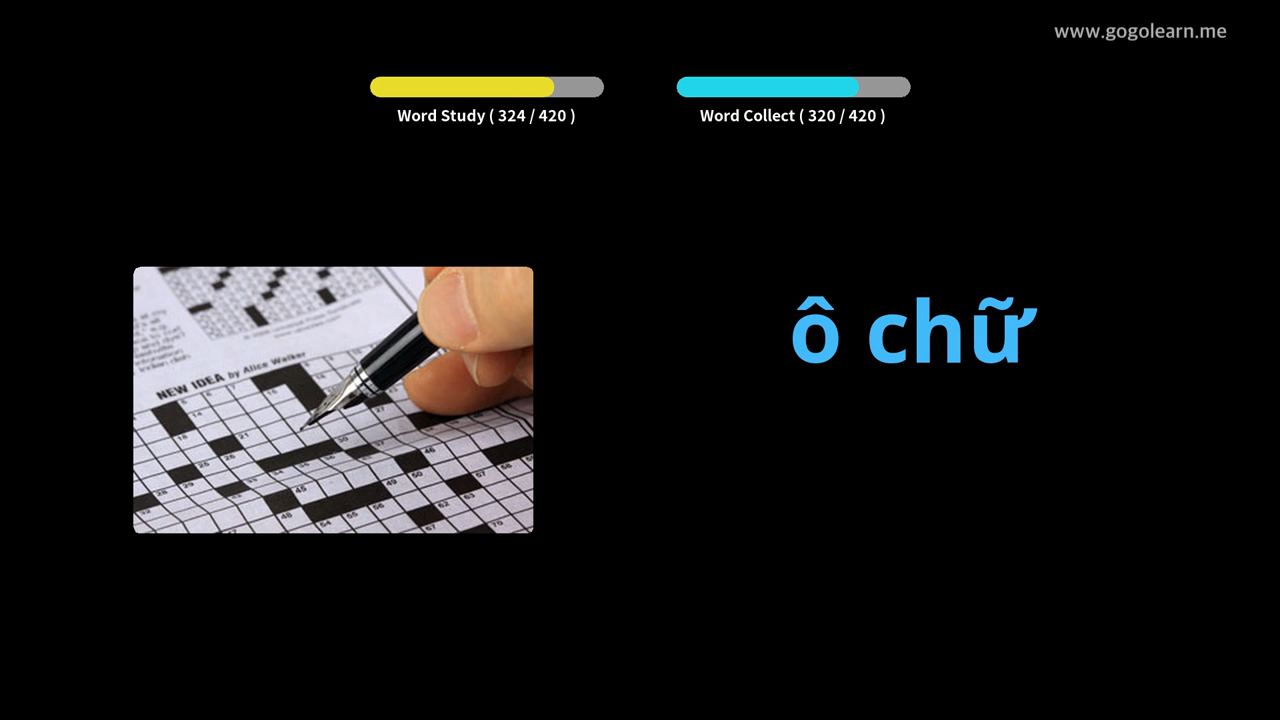 www.gogolearn.me
Word Study ( 324 / 420 )
Word Collect ( 320 / 420 )
ô chữ
NEW IDEA by Alice Walker